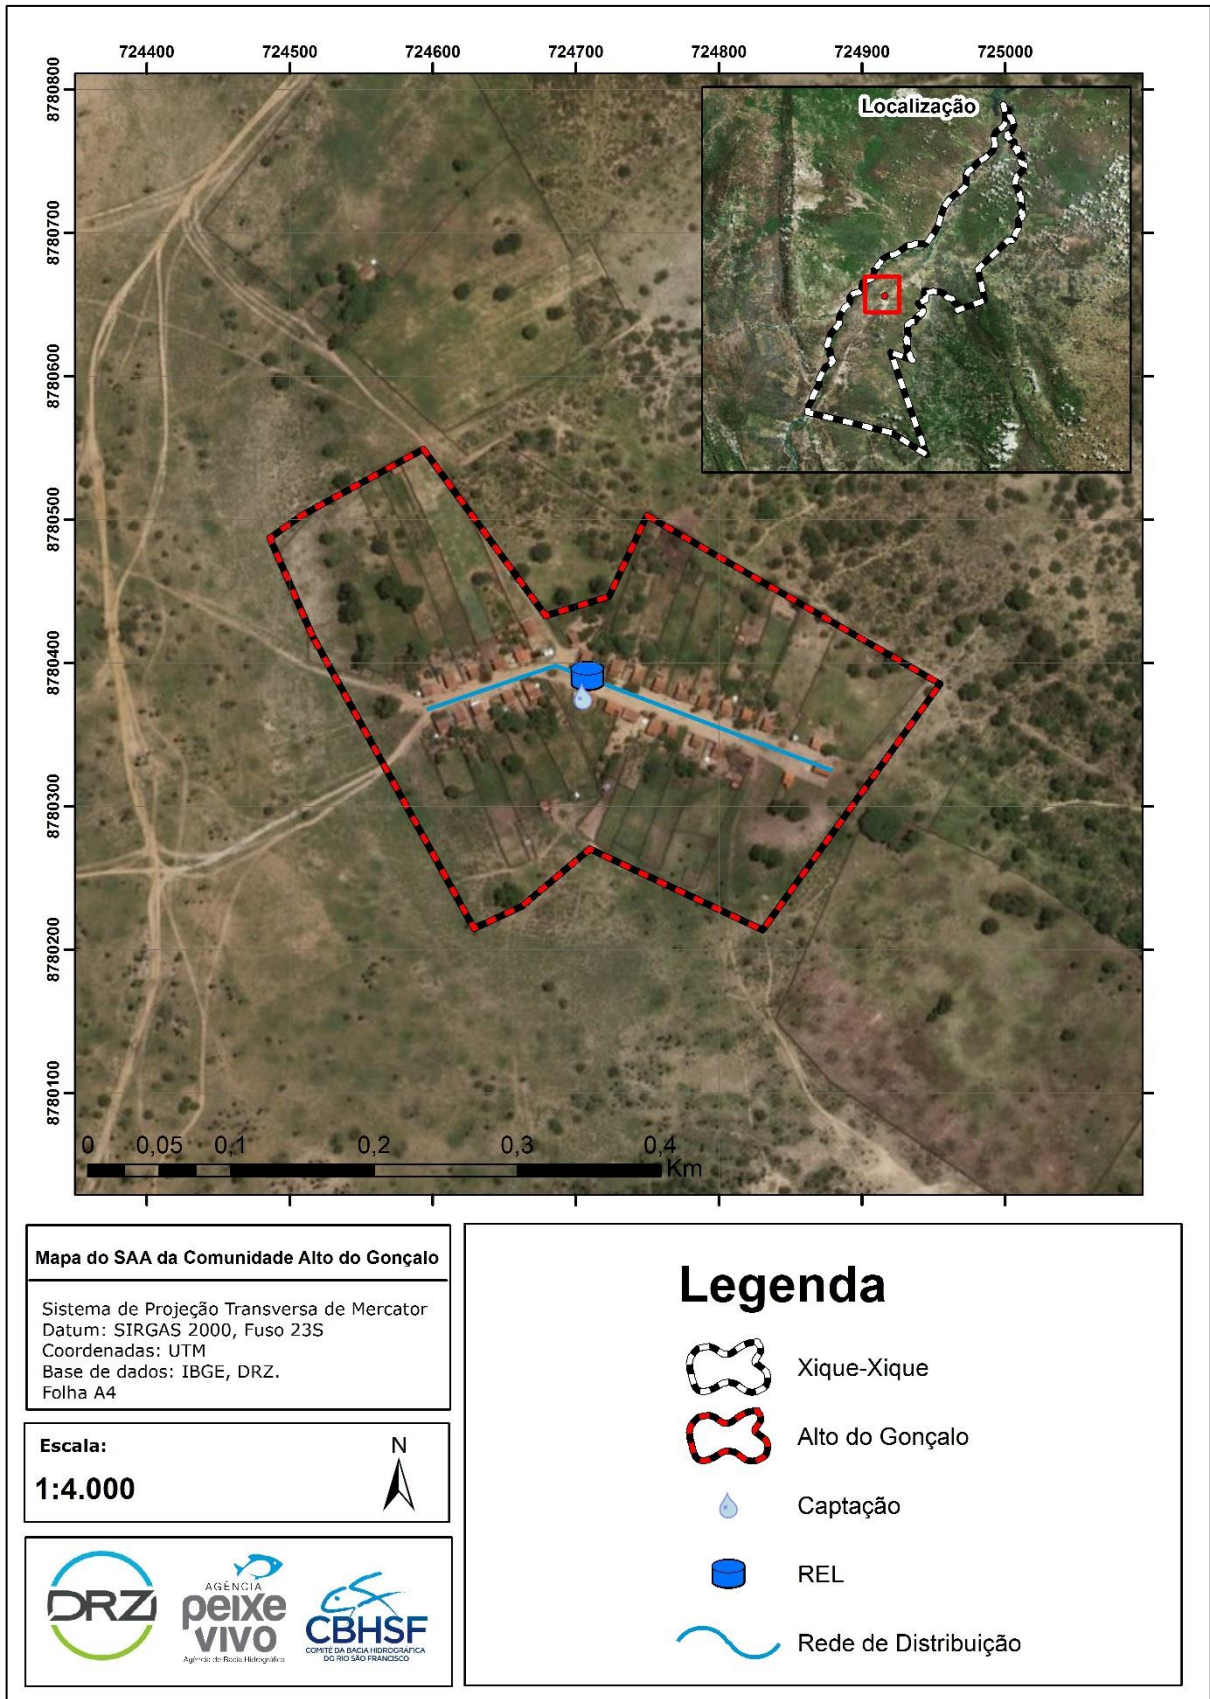 724400 724500 724600 724700 724800 724900 725000
8780800
8780700
8780600
8780500
8780400
8780300
8780200
8780100
Localização
0 0,05 0,1 0,2 0,3 0,4
Km
Mapa do SAA da Comunidade Alto do Gonçalo
Sistema de Projeção Transversa de Mercator
Datum: SIRGAS 2000, Fuso 23S
Coordenadas: UTM
Base de dados: IBGE, DRZ.
Folha A4
Escala:
1:4.000
N
DRZ
AGÊNCIA
peixe
vivo
Agência de Bacia Hidrográfica
CBHSF
COMITÊ DA BACIA HIDROGRÁFICA
DO RIO SÃO FRANCISCO
Legenda
Xique-Xique
Alto do Gonçalo
Captação
REL
Rede de Distribuição